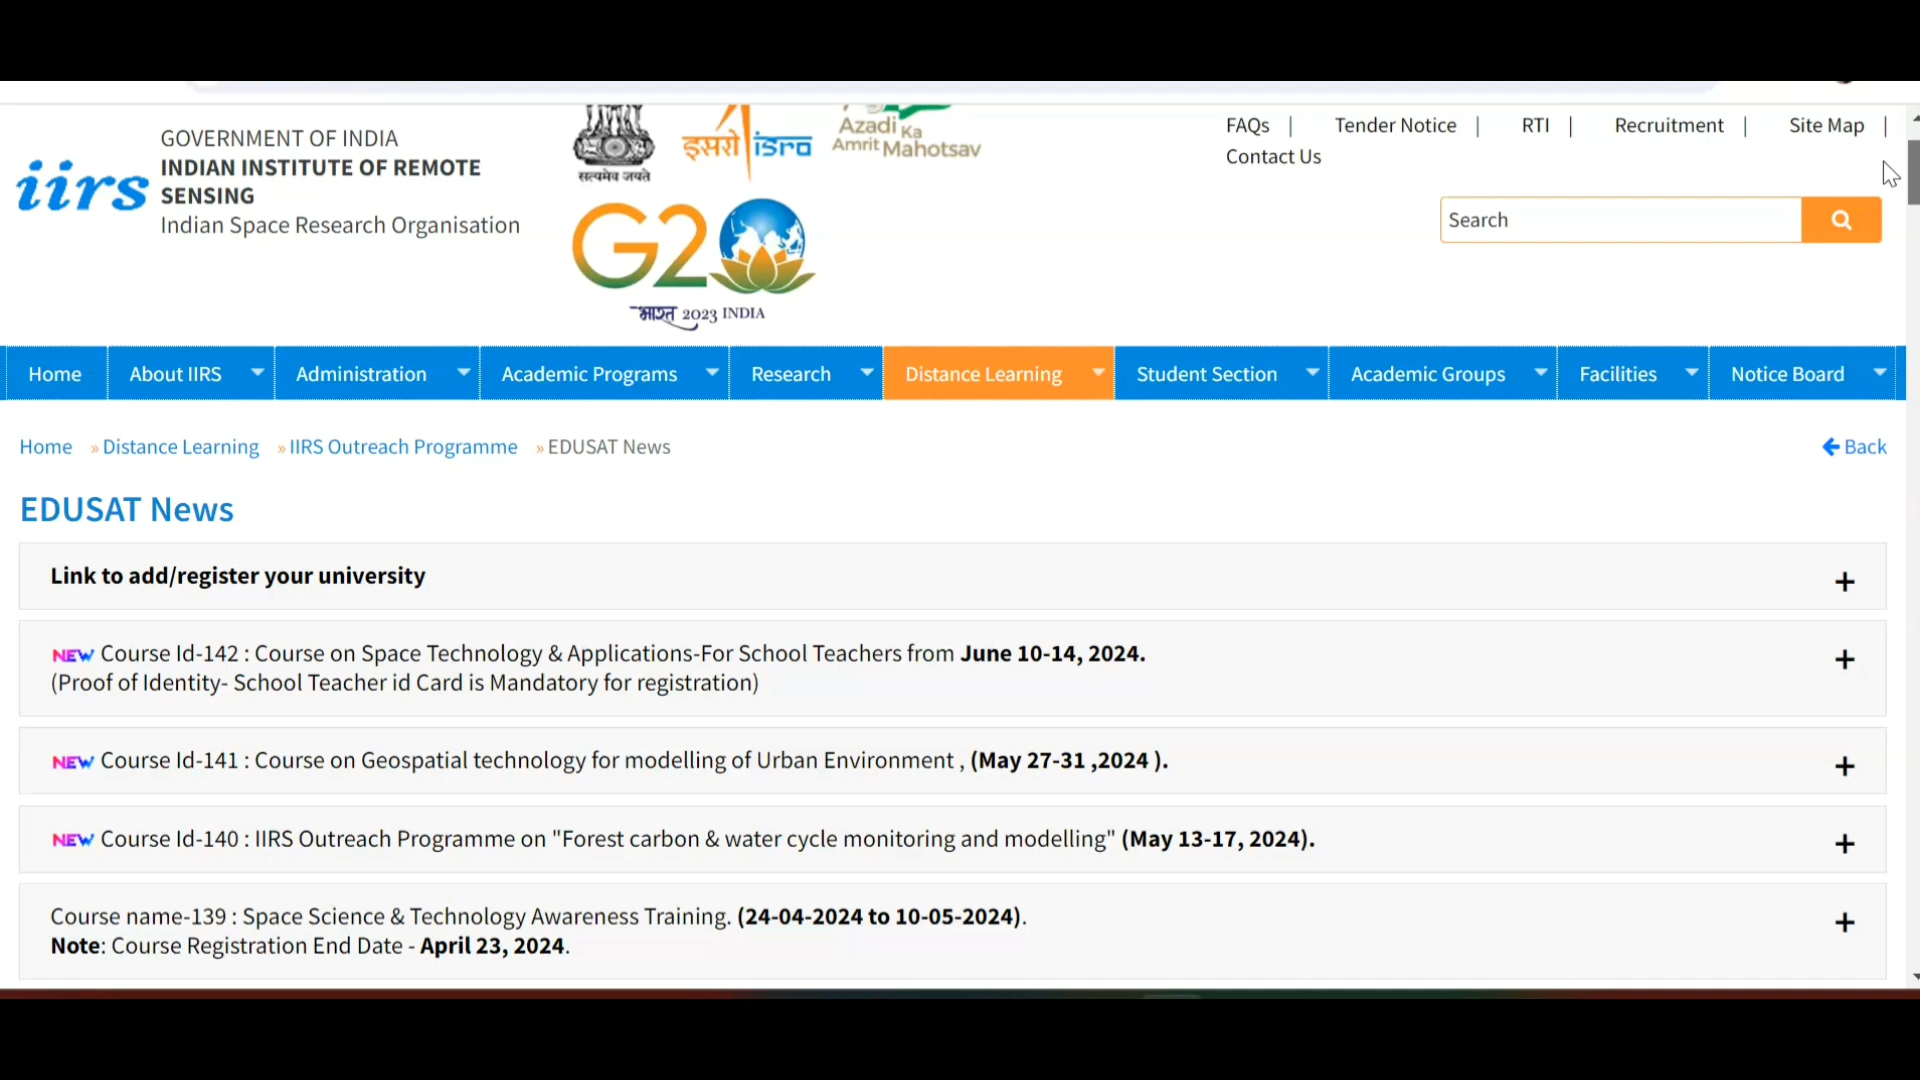 GOVERNMENT OF INDIA
INDIAN INSTITUTE OF REMOTE
SENSING
Indian Space Research Organisation
iirs
सत्यमेव जयते
इसरो isro
Azadi Ka
Amrit Mahotsav
G20
भारत 2023 INDIA
FAQs | Tender Notice | RTI | Recruitment | Site Map |
Contact Us
Search
Home About IIRS Administration Academic Programs Research Distance Learning Student Section Academic Groups Facilities Notice Board
Home » Distance Learning » IIRS Outreach Programme » EDUSAT News
Back
EDUSAT News
Link to add/register your university +
NEW Course Id-142 : Course on Space Technology & Applications-For School Teachers from June 10-14, 2024. +
(Proof of Identity- School Teacher id Card is Mandatory for registration)
NEW Course Id-141 : Course on Geospatial technology for modelling of Urban Environment , (May 27-31 ,2024 ). +
NEW Course Id-140 : IIRS Outreach Programme on "Forest carbon & water cycle monitoring and modelling" (May 13-17, 2024). +
Course name-139 : Space Science & Technology Awareness Training. (24-04-2024 to 10-05-2024). +
Note: Course Registration End Date - April 23, 2024.